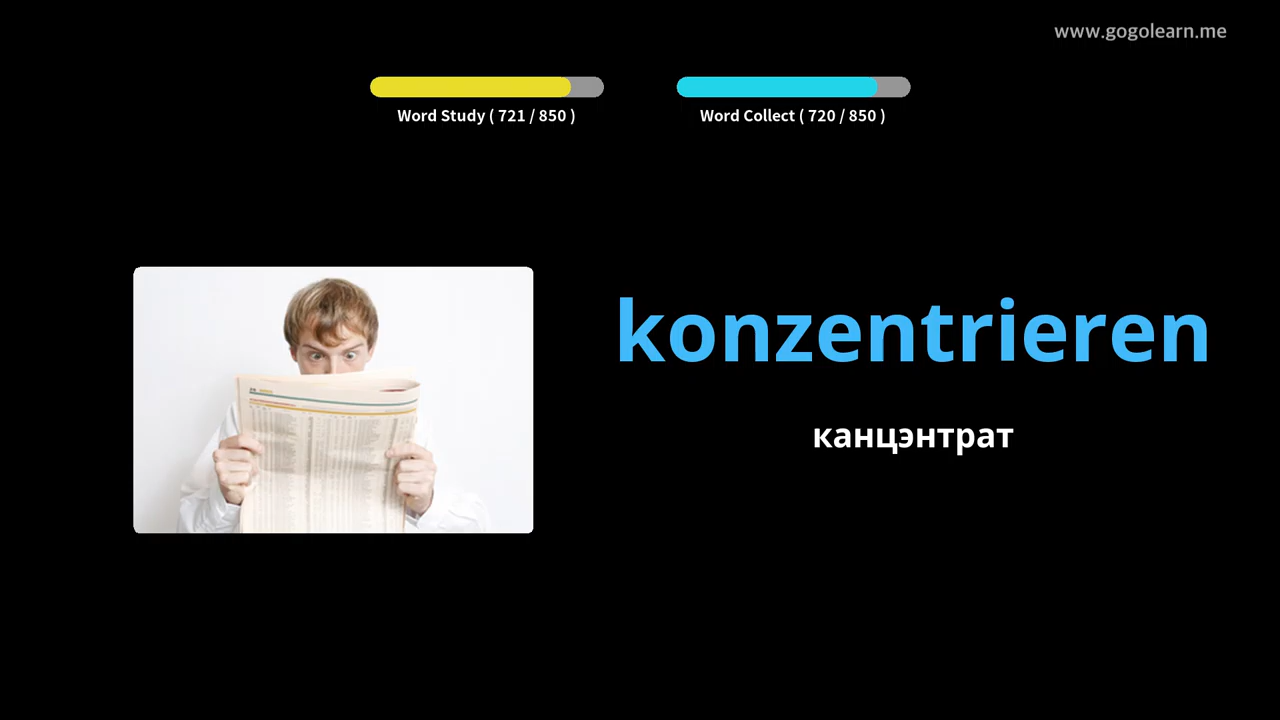 www.gogolearn.me
Word Study ( 721 / 850 )
Word Collect ( 720 / 850 )
konzentrieren
канцэнтрат